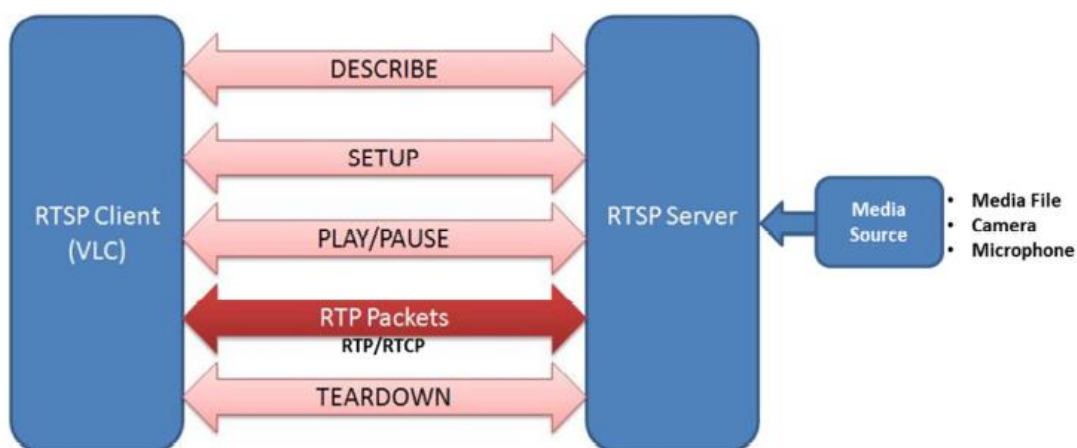 DESCRIBE
SETUP
RTSP Client
(VLC)
PLAY/PAUSE
RTP Packets
RTP/RTCP
TEARDOWN
RTSP Server
Media
Source
• Media File
• Camera
• Microphone